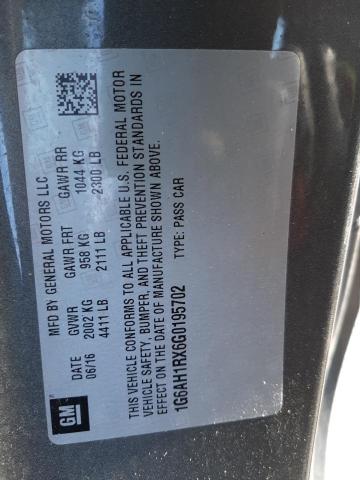 MFD BY GENERAL MOTORS LLC
DATE GVWR GAWR FRT GAWR RR
06/16 2002 KG 958 KG 1044 KG
4411 LB 2111 LB 2300 LB
THIS VEHICLE CONFORMS TO ALL APPLICABLE U.S. FEDERAL MOTOR
VEHICLE SAFETY, BUMPER, AND THEFT PREVENTION STANDARDS IN
EFFECT ON THE DATE OF MANUFACTURE SHOWN ABOVE.
1G6AH1RX6G0195702 TYPE: PASS CAR
GM